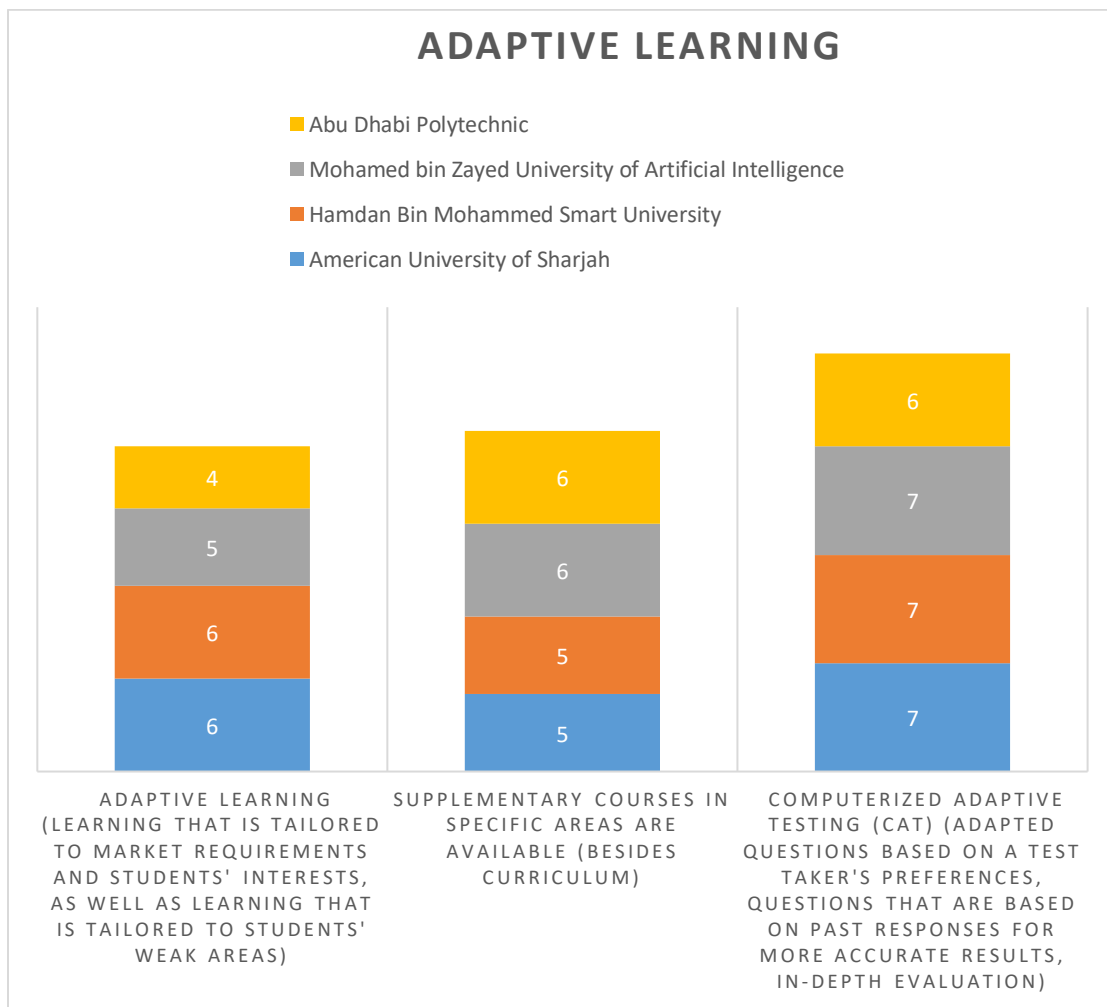 ADAPTIVE LEARNING
Abu Dhabi Polytechnic
Mohamed bin Zayed University of Artificial Intelligence
Hamdan Bin Mohammed Smart University
American University of Sharjah
4
5
6
6
6
6
5
5
6
7
7
7
ADAPTIVE LEARNING
(LEARNING THAT IS TAILORED
TO MARKET REQUIREMENTS
AND STUDENTS' INTERESTS,
AS WELL AS LEARNING THAT
IS TAILORED TO STUDENTS'
WEAK AREAS)
SUPPLEMENTARY COURSES IN
SPECIFIC AREAS ARE
AVAILABLE (BESIDES
CURRICULUM)
COMPUTERIZED ADAPTIVE
TESTING (CAT) (ADAPTED
QUESTIONS BASED ON A TEST
TAKER'S PREFERENCES,
QUESTIONS THAT ARE BASED
ON PAST RESPONSES FOR
MORE ACCURATE RESULTS,
IN-DEPTH EVALUATION)